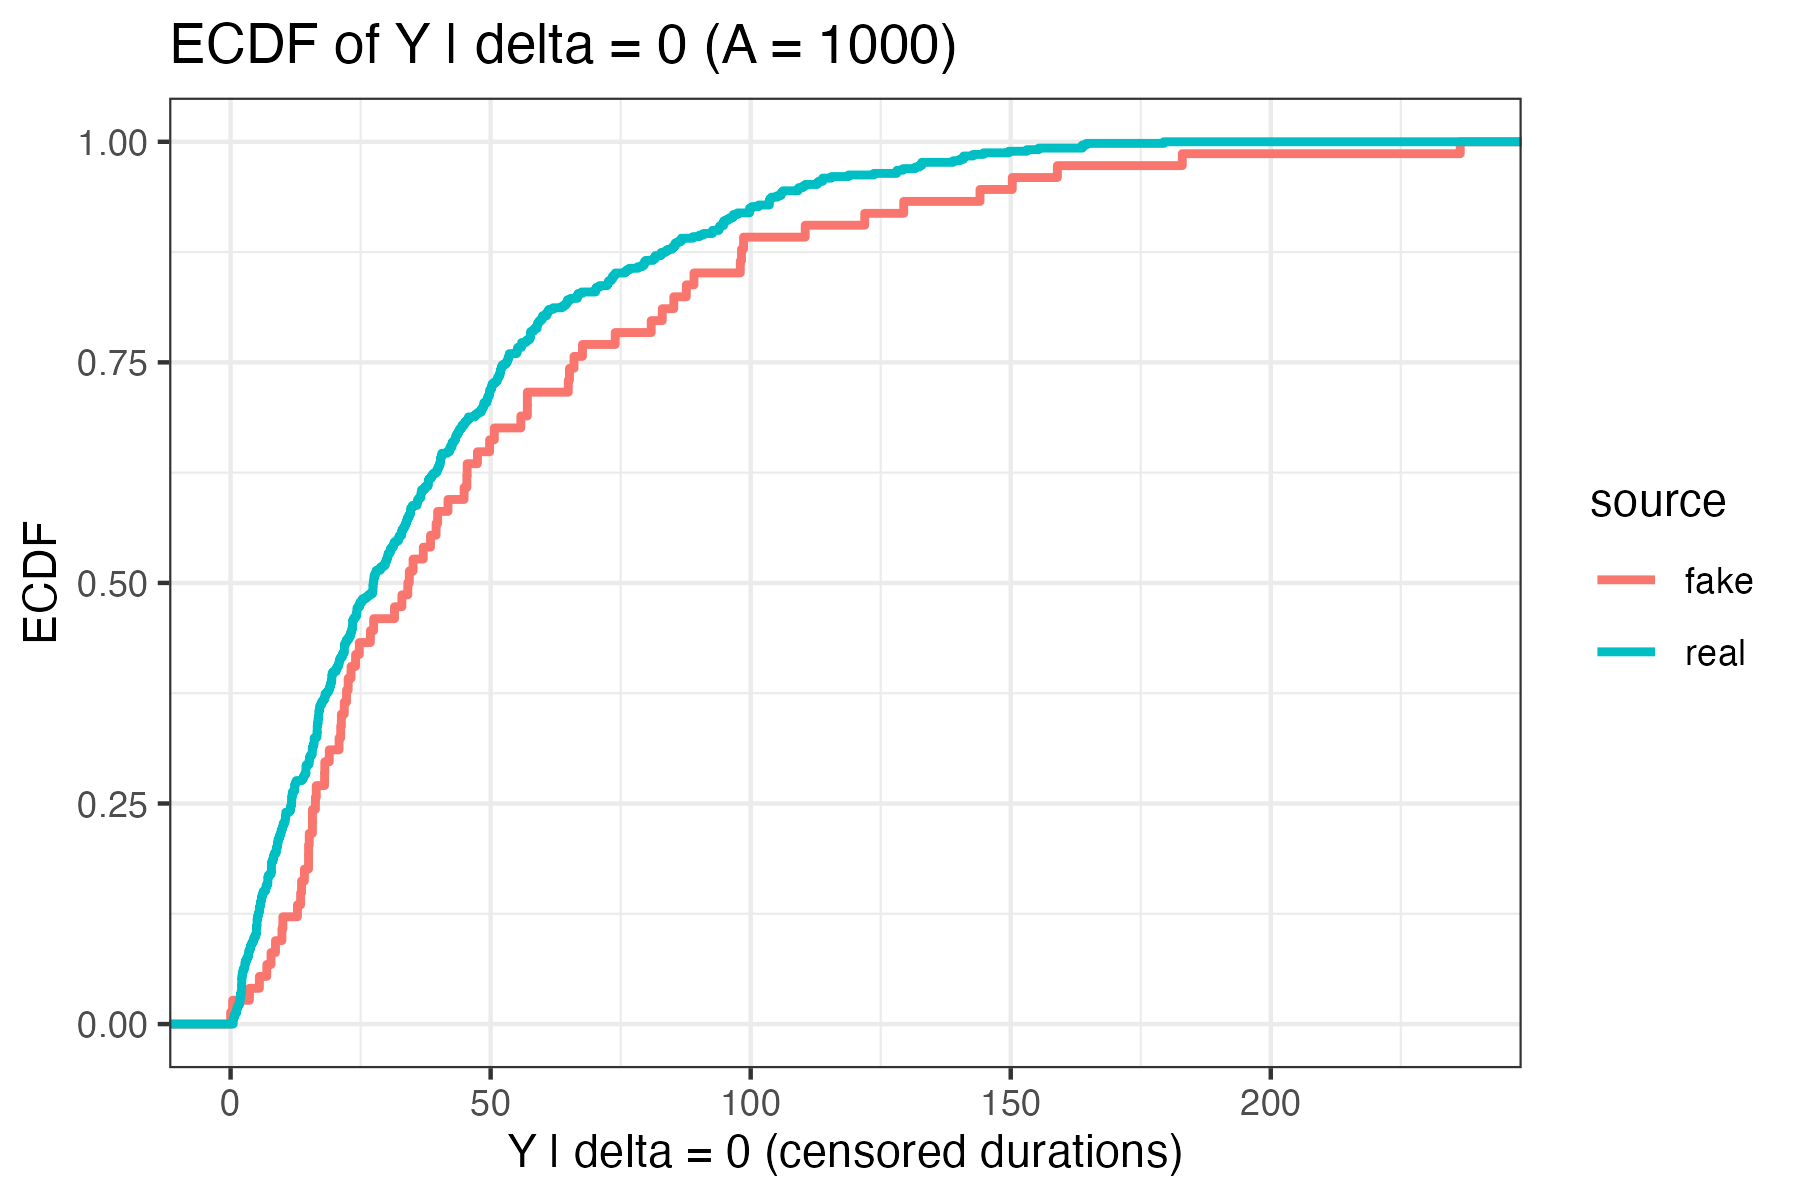 ECDF of Y | delta = 0 (A = 1000)
1.00
0.75
0.50
0.25
0.00
ECDF
0 50 100 150 200
Y | delta = 0 (censored durations)
source
fake
real